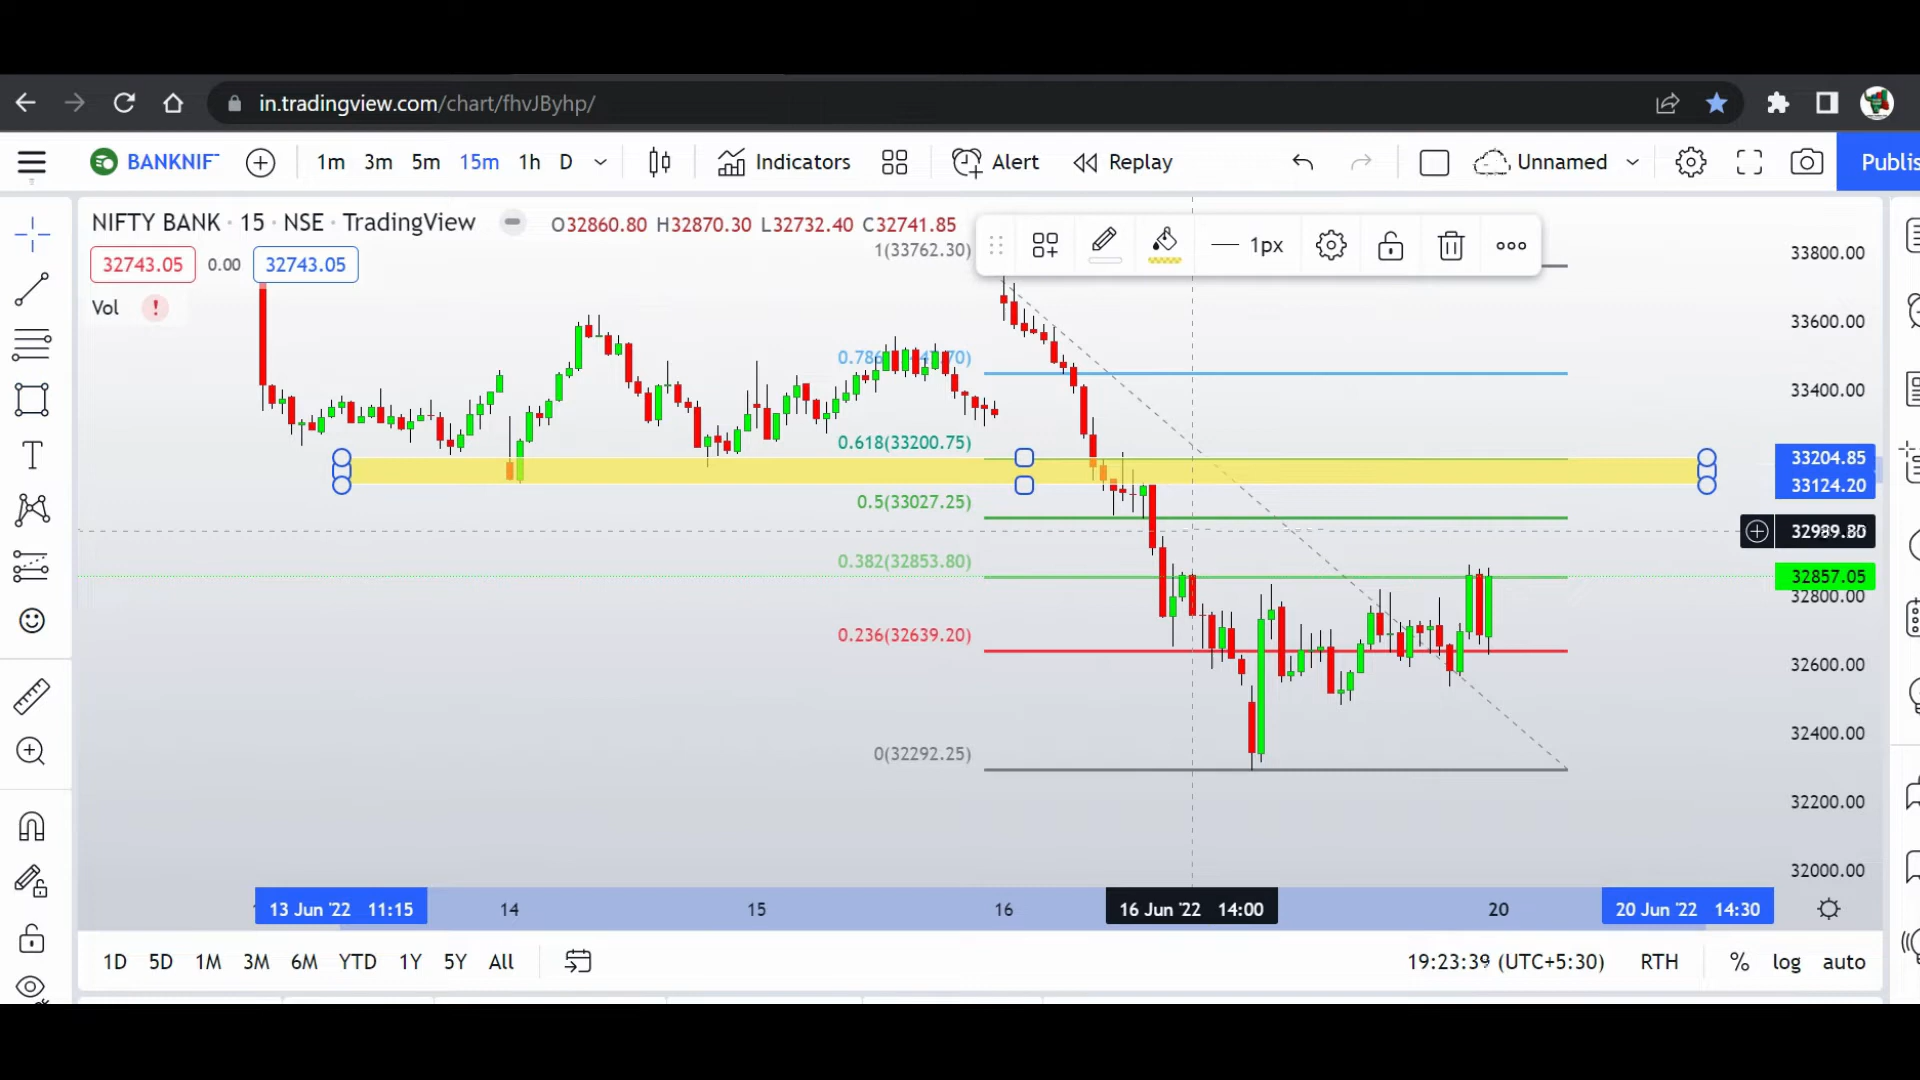 in.tradingview.com/chart/fhvJByhp/
BANKNIF
1m 3m 5m 15m 1h D Indicators Alert Replay Unnamed Publis
NIFTY BANK · 15 · NSE · TradingView O32860.80 H32870.30 L32732.40 C32741.85
1(33762.30)
1px
33800.00
32743.05 0.00 32743.05
Vol !
33600.00
33400.00
0.618(33200.75)
33204.85
33124.20
0.5(33027.25)
0.382(32853.80)
32857.05
32800.00
0.236(32639.20)
32600.00
32400.00
0(32292.25)
32200.00
32000.00
13 Jun '22 11:15 14 15 16 16 Jun '22 14:00 20 20 Jun '22 14:30
1D 5D 1M 3M 6M YTD 1Y 5Y All 19:23:39 (UTC+5:30) RTH % log auto